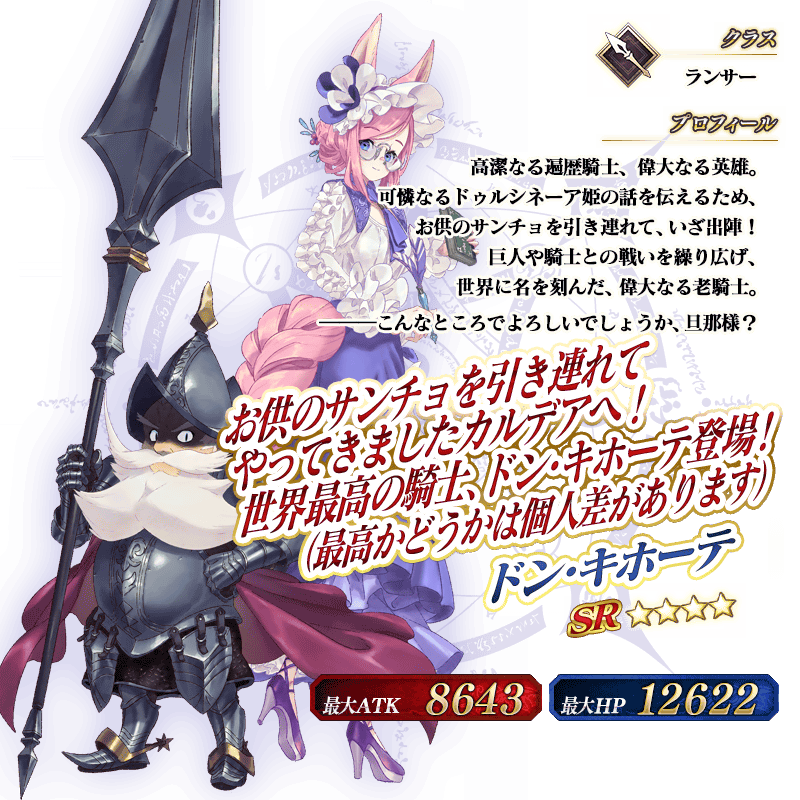 クラス
ランサー
プロフィール
高潔なる遍歴騎士、偉大なる英雄。
可憐なるドゥルシネーア姫の話を伝えるため、
お供のサンチョを引き連れて、いざ出陣！
巨人や騎士との戦いを繰り広げ、
世界に名を刻んだ、偉大なる老騎士。
―――こんなところでよろしいでしょうか、旦那様？
お供のサンチョを引き連れて
やってきましたカルデアへ！
世界最高の騎士、ドン・キホーテ登場！
(最高かどうかは個人差があります)
ドン・キホーテ
SR
最大ATK 8643
最大HP 12622